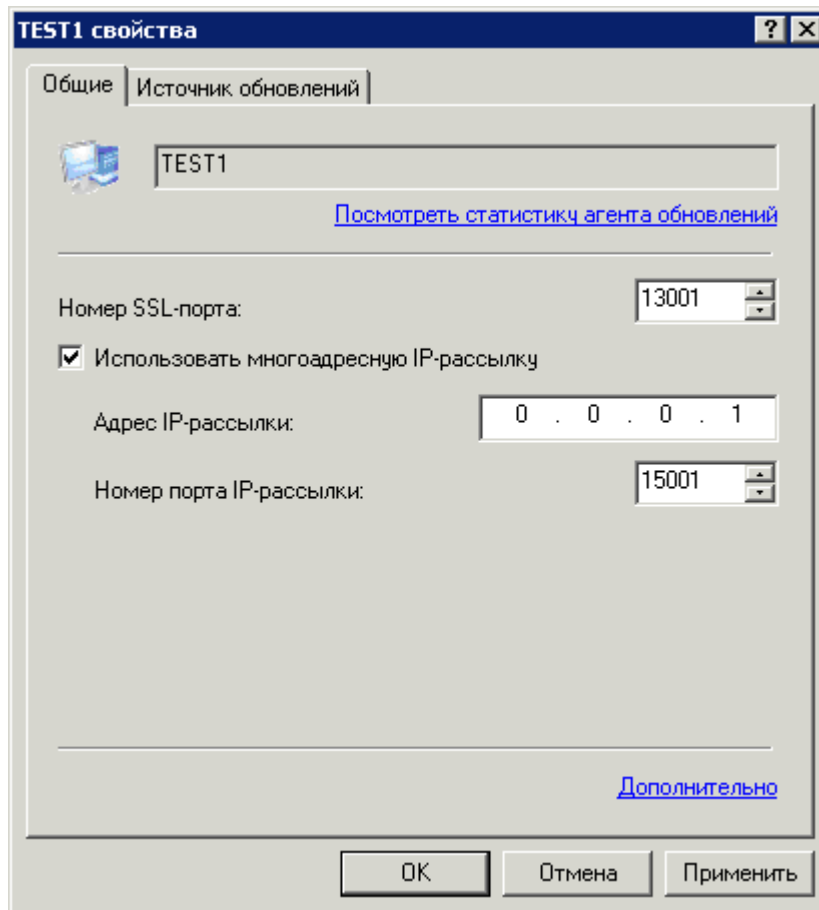 TEST1 свойства
Общие
Источник обновлений
TEST1
Посмотреть статистику агента обновлений
Номер SSL-порта:
13001
Использовать многоадресную IP-рассылку
Адрес IP-рассылки:
0 . 0 . 0 . 1
Номер порта IP-рассылки:
15001
Дополнительно
OK
Отмена
Применить